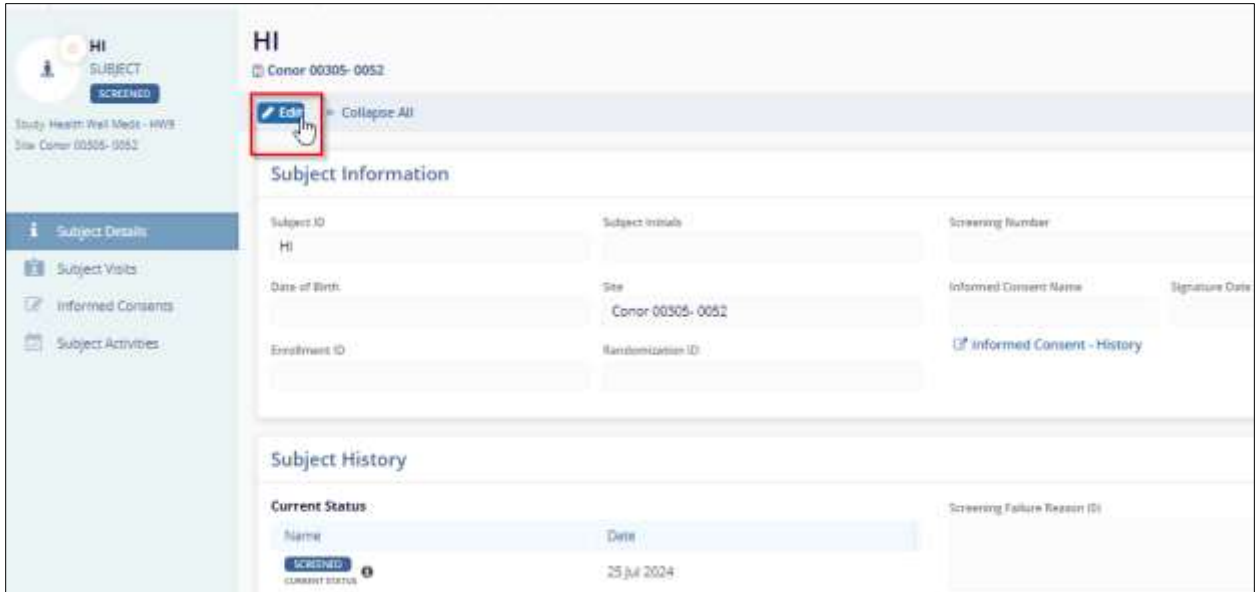 HI
SUBJECT
SCREENED
Study Health Well Meds - HW9
Site Conor 00305- 0052
Subject Details
Subject Visits
Informed Consents
Subject Activities
HI
Conor 00305- 0052
Edit
Collapse All
Subject Information
Subject ID
Subject Initials
Screening Number
HI
Date of Birth
Site
Informed Consent Name
Signature Date
Conor 00305- 0052
Enrollment ID
Randomization ID
Informed Consent - History
Subject History
Current Status
Screening Failure Reason (S)
Name
Date
SCREENED
CURRENT STATUS
25 Jul 2024